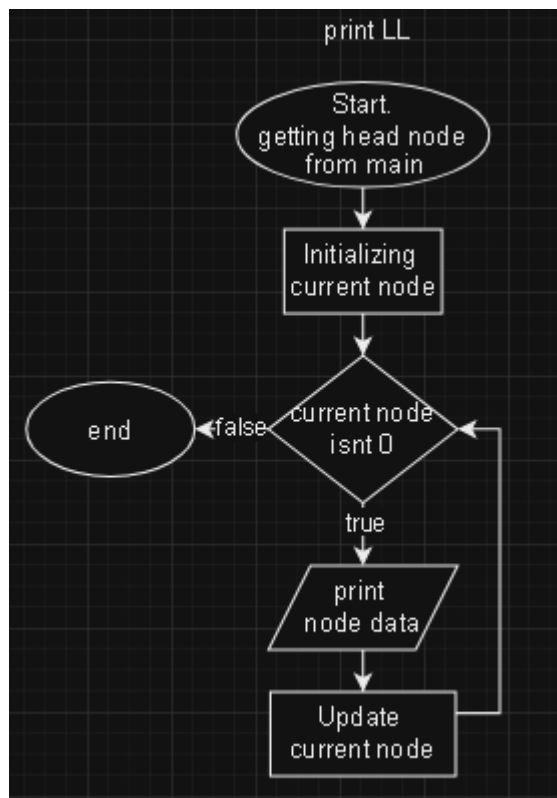 print LL
Start.
getting head node
from main
Initializing
current node
current node
isnt 0
false
end
true
print
node data
Update
current node